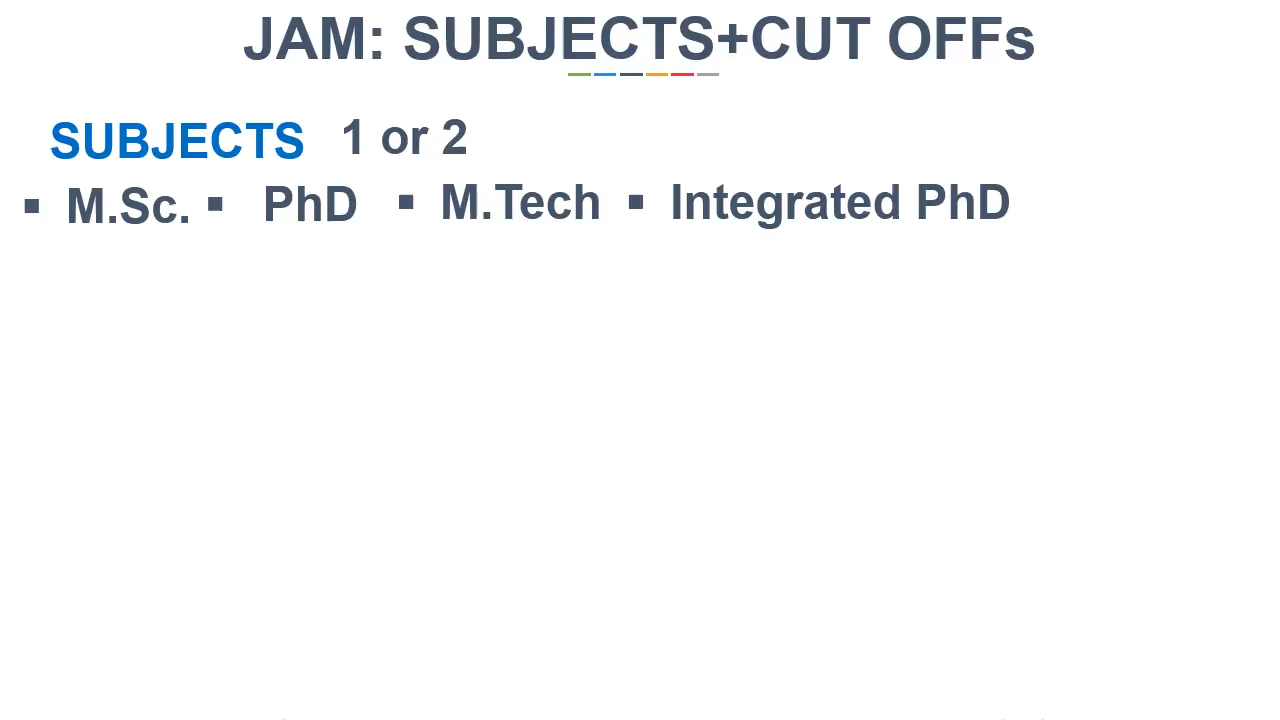 JAM: SUBJECTS+CUT OFFs
SUBJECTS 1 or 2
▪ M.Sc. ▪ PhD ▪ M.Tech ▪ Integrated PhD